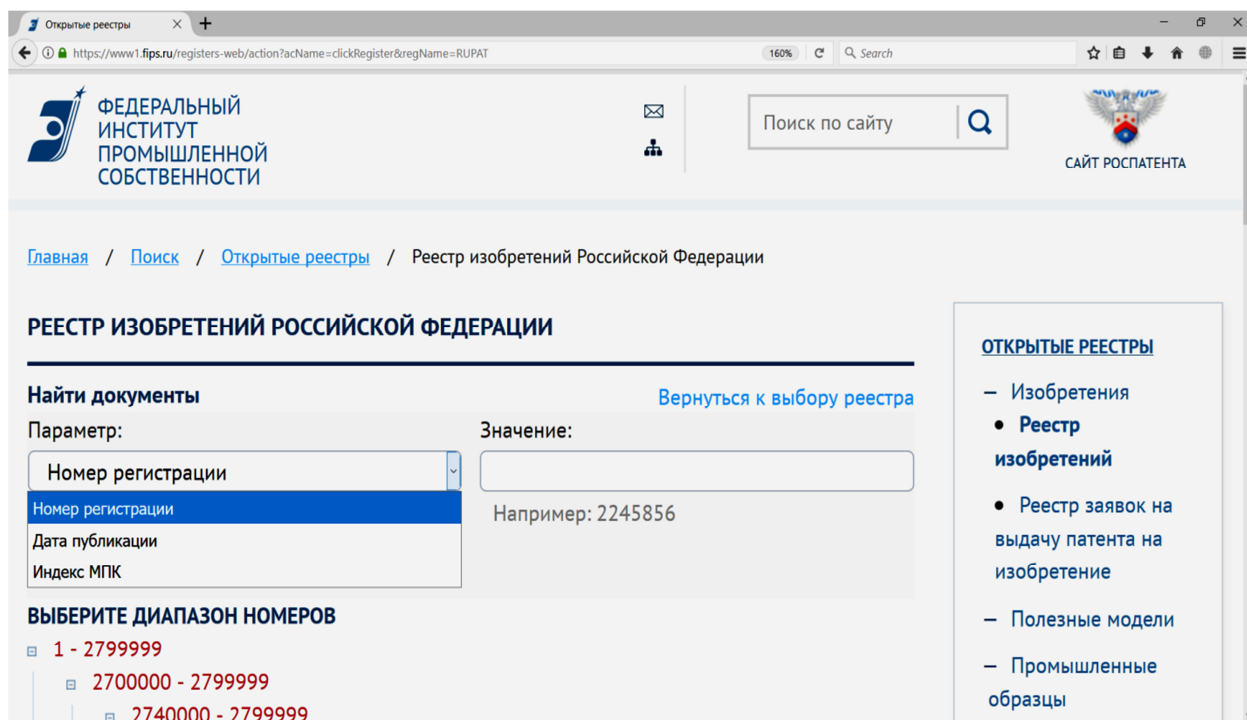 Открытые реестры
https://www1.fips.ru/registers-web/action?acName=clickRegister&regName=RUPAT
160%
Search
ФЕДЕРАЛЬНЫЙ
ИНСТИТУТ
ПРОМЫШЛЕННОЙ
СОБСТВЕННОСТИ
Поиск по сайту
САЙТ РОСПАТЕНТА
Главная / Поиск / Открытые реестры / Реестр изобретений Российской Федерации
РЕЕСТР ИЗОБРЕТЕНИЙ РОССИЙСКОЙ ФЕДЕРАЦИИ
Найти документы
Вернуться к выбору реестра
Параметр:
Значение:
Номер регистрации
Номер регистрации
Дата публикации
Индекс МПК
Например: 2245856
ВЫБЕРИТЕ ДИАПАЗОН НОМЕРОВ
1 - 2799999
2700000 - 2799999
2740000 - 2799999
ОТКРЫТЫЕ РЕЕСТРЫ
– Изобретения
• Реестр
изобретений
• Реестр заявок на
выдачу патента на
изобретение
– Полезные модели
– Промышленные
образцы